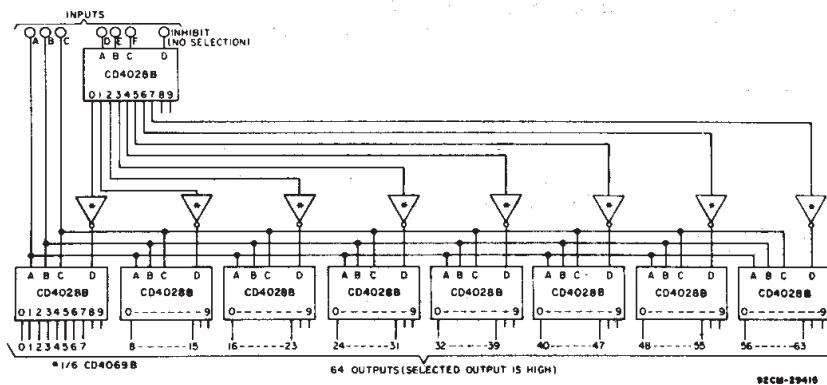 INPUTS
A B C D E F INHIBIT
(NO SELECTION)
A B C D
CD4028B
0 1 2 3 4 5 6 7 8 9
* * * * * * * *
A B C D A B C D A B C D A B C D A B C D A B C D A B C D A B C D
CD4028B CD4028B CD4028B CD4028B CD4028B CD4028B CD4028B CD4028B
0 1 2 3 4 5 6 7 8 9 0 9 0 9 0 9 0 9 0 9 0 9 0 9
0 1 2 3 4 5 6 7 8 15 16 23 24 31 32 39 40 47 48 55 56 63
* 1/6 CD4069B
64 OUTPUTS (SELECTED OUTPUT IS HIGH)
92CM-29416